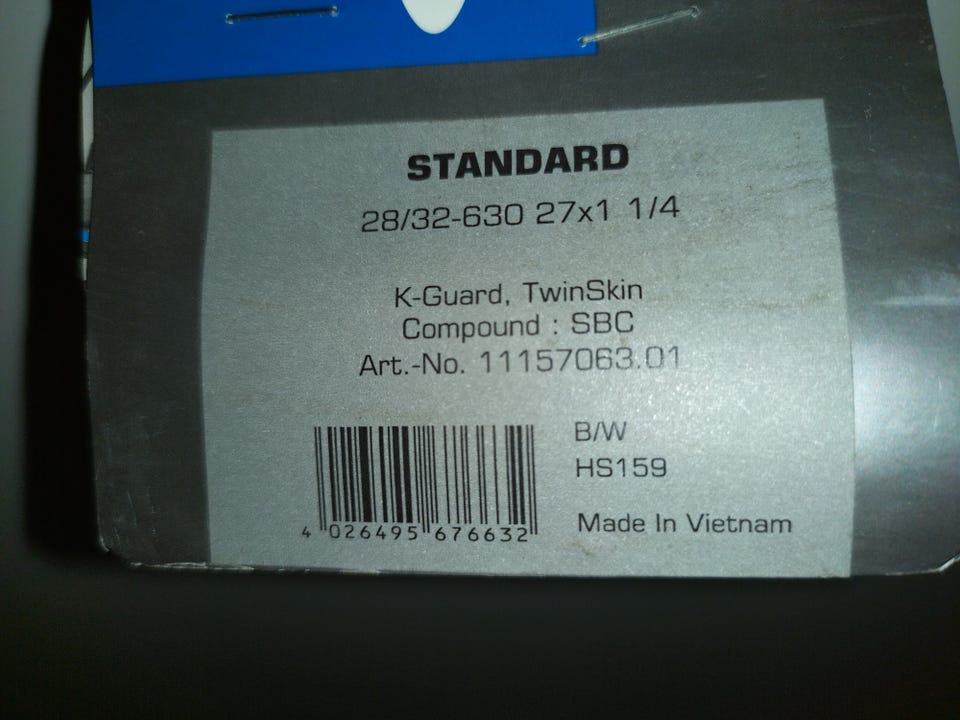 STANDARD
28/32-630 27x1 1/4
K-Guard, TwinSkin
Compound : SBC
Art.-No. 11157063.01
B/W
HS159
4 026495 676632
Made In Vietnam